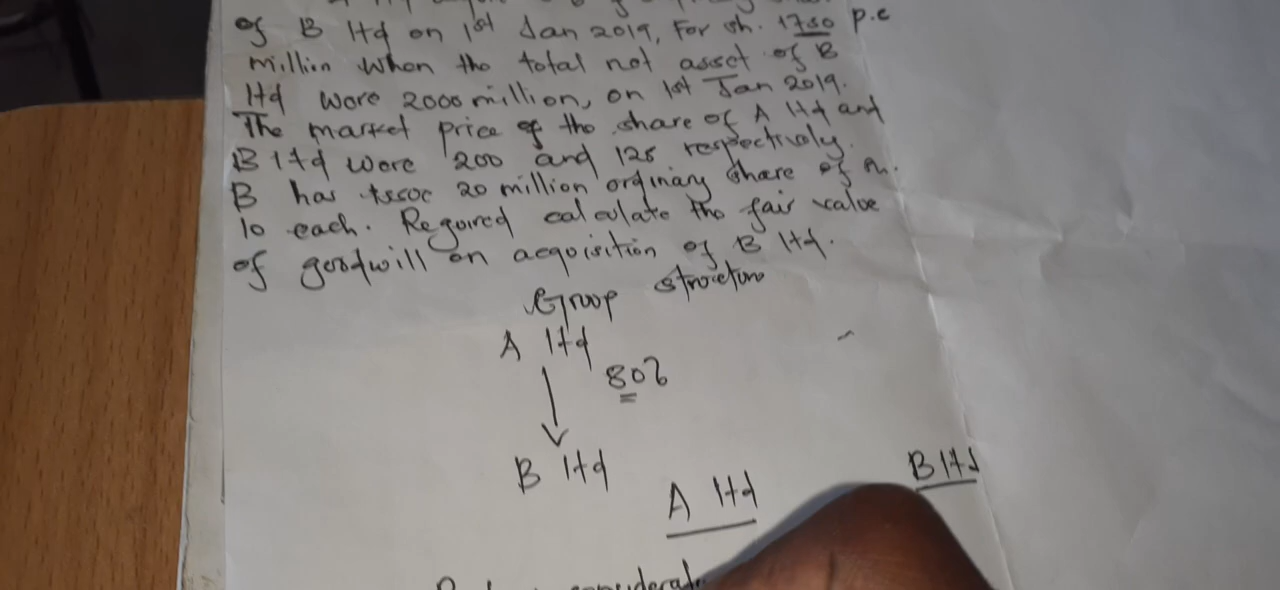 of B ltd on 1st Jan 2019, For sh. 1750 p.c
million when the total net asset of B
ltd wore 2000 million, on 1st Jan 2019.
The market price of the share of A ltd and
B ltd were 200 and 125 respectively.
B has issoe 20 million ordinary share of sh.
10 each. Required calculate the fair value
of goodwill on acquisition of B ltd.
Group structure
A ltd
80%
B ltd
A ltd
B ltd